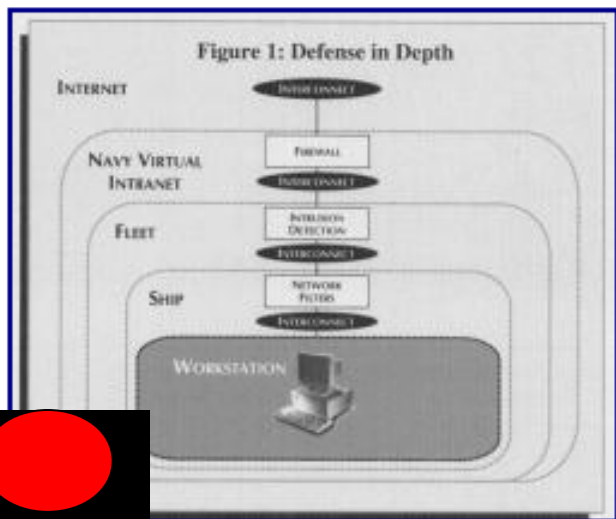 Figure 1: Defense in Depth
INTERNET
INTERCONNECT
FIREWALL
NAVY VIRTUAL
INTRANET
INTERCONNECT
FLEET
INTRUSION
DETECTION
INTERCONNECT
SHIP
NETWORK
FILTERS
INTERCONNECT
WORKSTATION